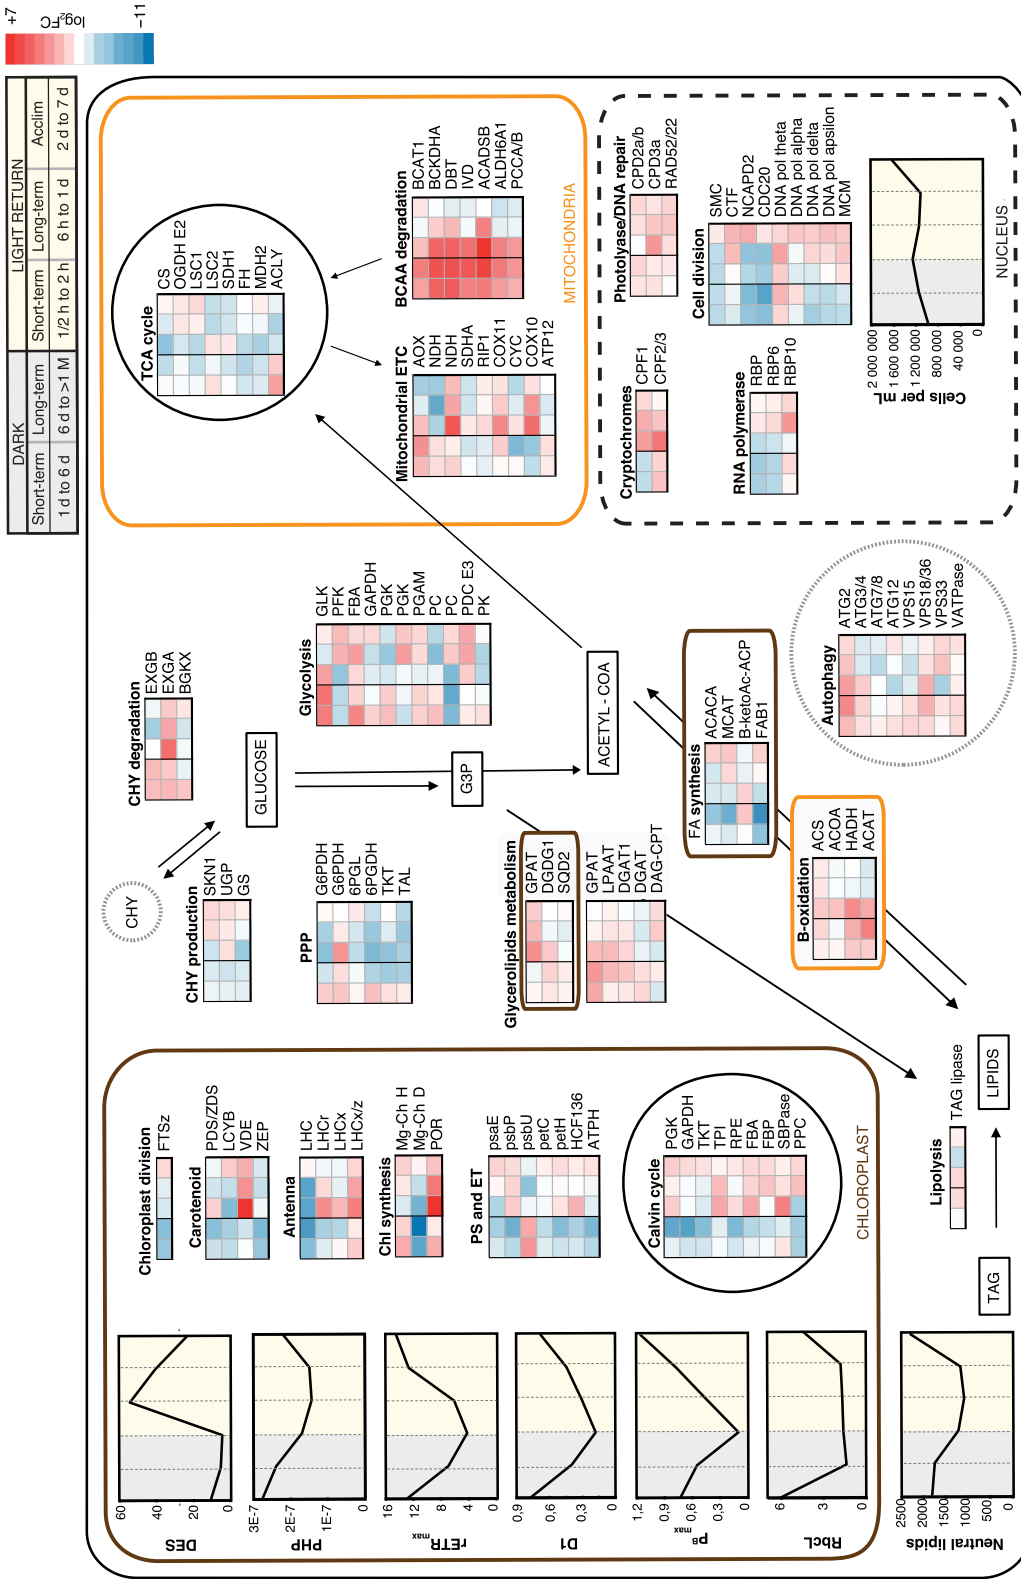 +7
log₂FC
-11
DARK
LIGHT RETURN
Short-term
Long-term
Short-term
Long-term
Acclim
1 d to 6 d
6 d to >1 M
1/2 h to 2 h
6 h to 1 d
2 d to 7 d
DES
60
40
20
0
PHP
3E-7
2E-7
1E-7
0
rETR max
16
12
8
4
0
D1
0,9
0,6
0,3
0
P B max
1,2
0,9
0,6
0,3
0
RbcL
6
3
0
Neutral lipids
2500
2000
1500
1000
500
0
Chloroplast division
FTSz
Carotenoid
PDS/ZDS
LCYB
VDE
ZEP
Antenna
LHC
LHCr
LHCx
LHCx/z
Chl synthesis
Mg-Ch H
Mg-Ch D
POR
PS and ET
psaE
psbP
psbU
petC
petH
HCF136
ATPH
Calvin cycle
PGK
GAPDH
TKT
TPI
RPE
FBA
FBP
SBPase
PPC
CHLOROPLAST
TAG
Lipolysis
TAG lipase
LIPIDS
CHY
CHY production
SKN1
UGP
GS
CHY degradation
EXGB
EXGA
BGKX
GLUCOSE
PPP
G6PDH
G6PDH
6PGL
6PGDH
TKT
TAL
Glycolysis
GLK
PFK
FBA
GAPDH
PGK
PGK
PGAM
PC
PC
PDC E3
PK
G3P
ACETYL - COA
Glycerolipids metabolism
GPAT
DGDG1
SQD2
GPAT
LPAAT
DGAT1
DGAT
DAG-CPT
FA synthesis
ACACA
MCAT
B-ketoAc-ACP
FAB1
B-oxidation
ACS
ACOA
HADH
ACAT
Autophagy
ATG2
ATG3/4
ATG7/8
ATG12
VPS15
VPS18/36
VPS33
VATPase
TCA cycle
CS
OGDH E2
LSC1
LSC2
SDH1
FH
MDH2
ACLY
Mitochondrial ETC
AOX
NDH
NDH
SDHA
RIP1
COX11
CYC
COX10
ATP12
BCAA degradation
BCAT1
BCKDHA
DBT
IVD
ACADSB
ALDH6A1
PCCA/B
MITOCHONDRIA
Cryptochromes
CPF1
CPF2/3
Photolyase/DNA repair
CPD2a/b
CPD3a
RADS2/22
RNA polymerase
RBP
RBP6
RBP10
Cell division
SMC
CTF
NCAPD2
CDC20
DNA pol theta
DNA pol alpha
DNA pol delta
DNA pol apsilon
MCM
Cells per mL
2 000 000
1 600 000
1 200 000
800 000
40 000
0
NUCLEUS